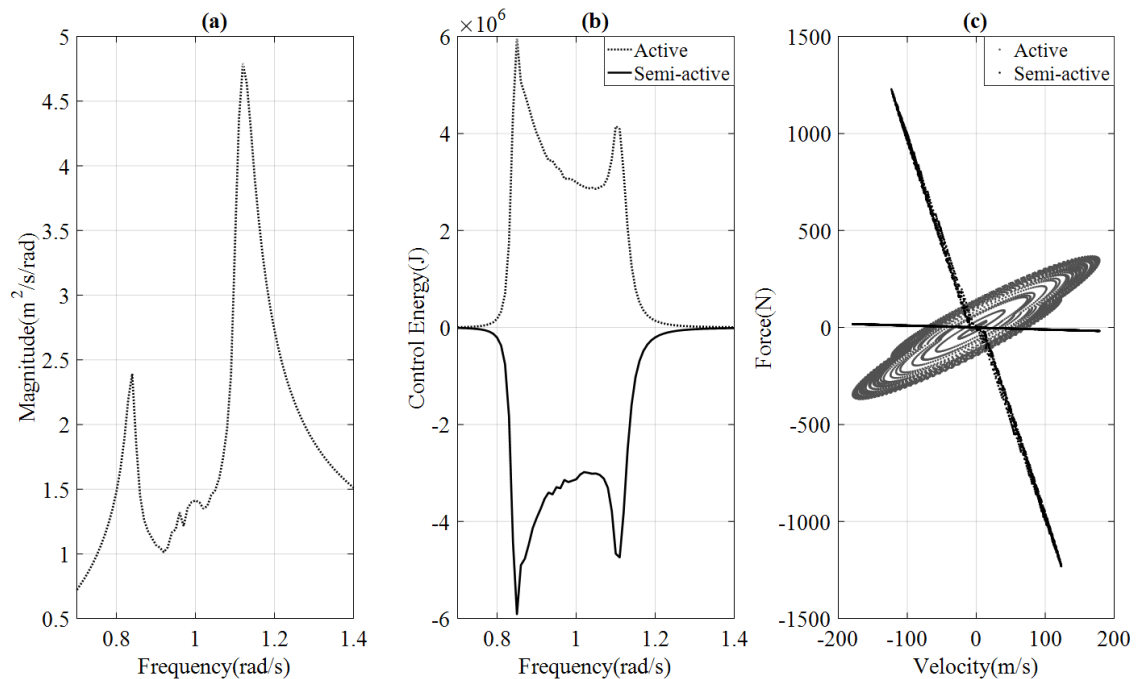 (a)
5
4.5
4
3.5
3
2.5
2
1.5
1
0.5
0.8
1
1.2
1.4
Magnitude(m²/s/rad)
Frequency(rad/s)
(b)
×10⁶
6
4
2
0
-2
-4
-6
0.8
1
1.2
1.4
Control Energy(J)
Frequency(rad/s)
Active
Semi-active
(c)
1500
1000
500
0
-500
-1000
-1500
-200
-100
0
100
200
Force(N)
Velocity(m/s)
Active
Semi-active